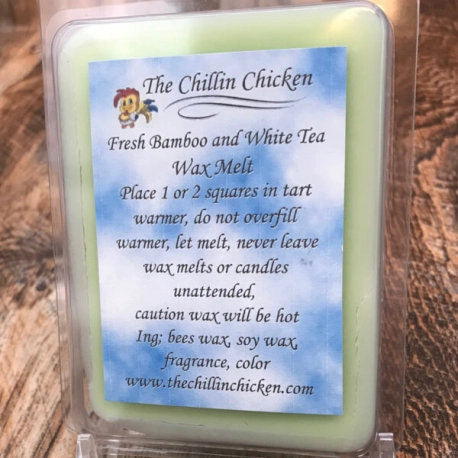 The Chillin Chicken
Fresh Bamboo and White Tea
Wax Melt
Place 1 or 2 squares in tart
warmer, do not overfill
warmer, let melt, never leave
wax melts or candles
unattended,
caution wax will be hot
Ing; bees wax, soy wax,
fragrance, color
www.thechillinchicken.com